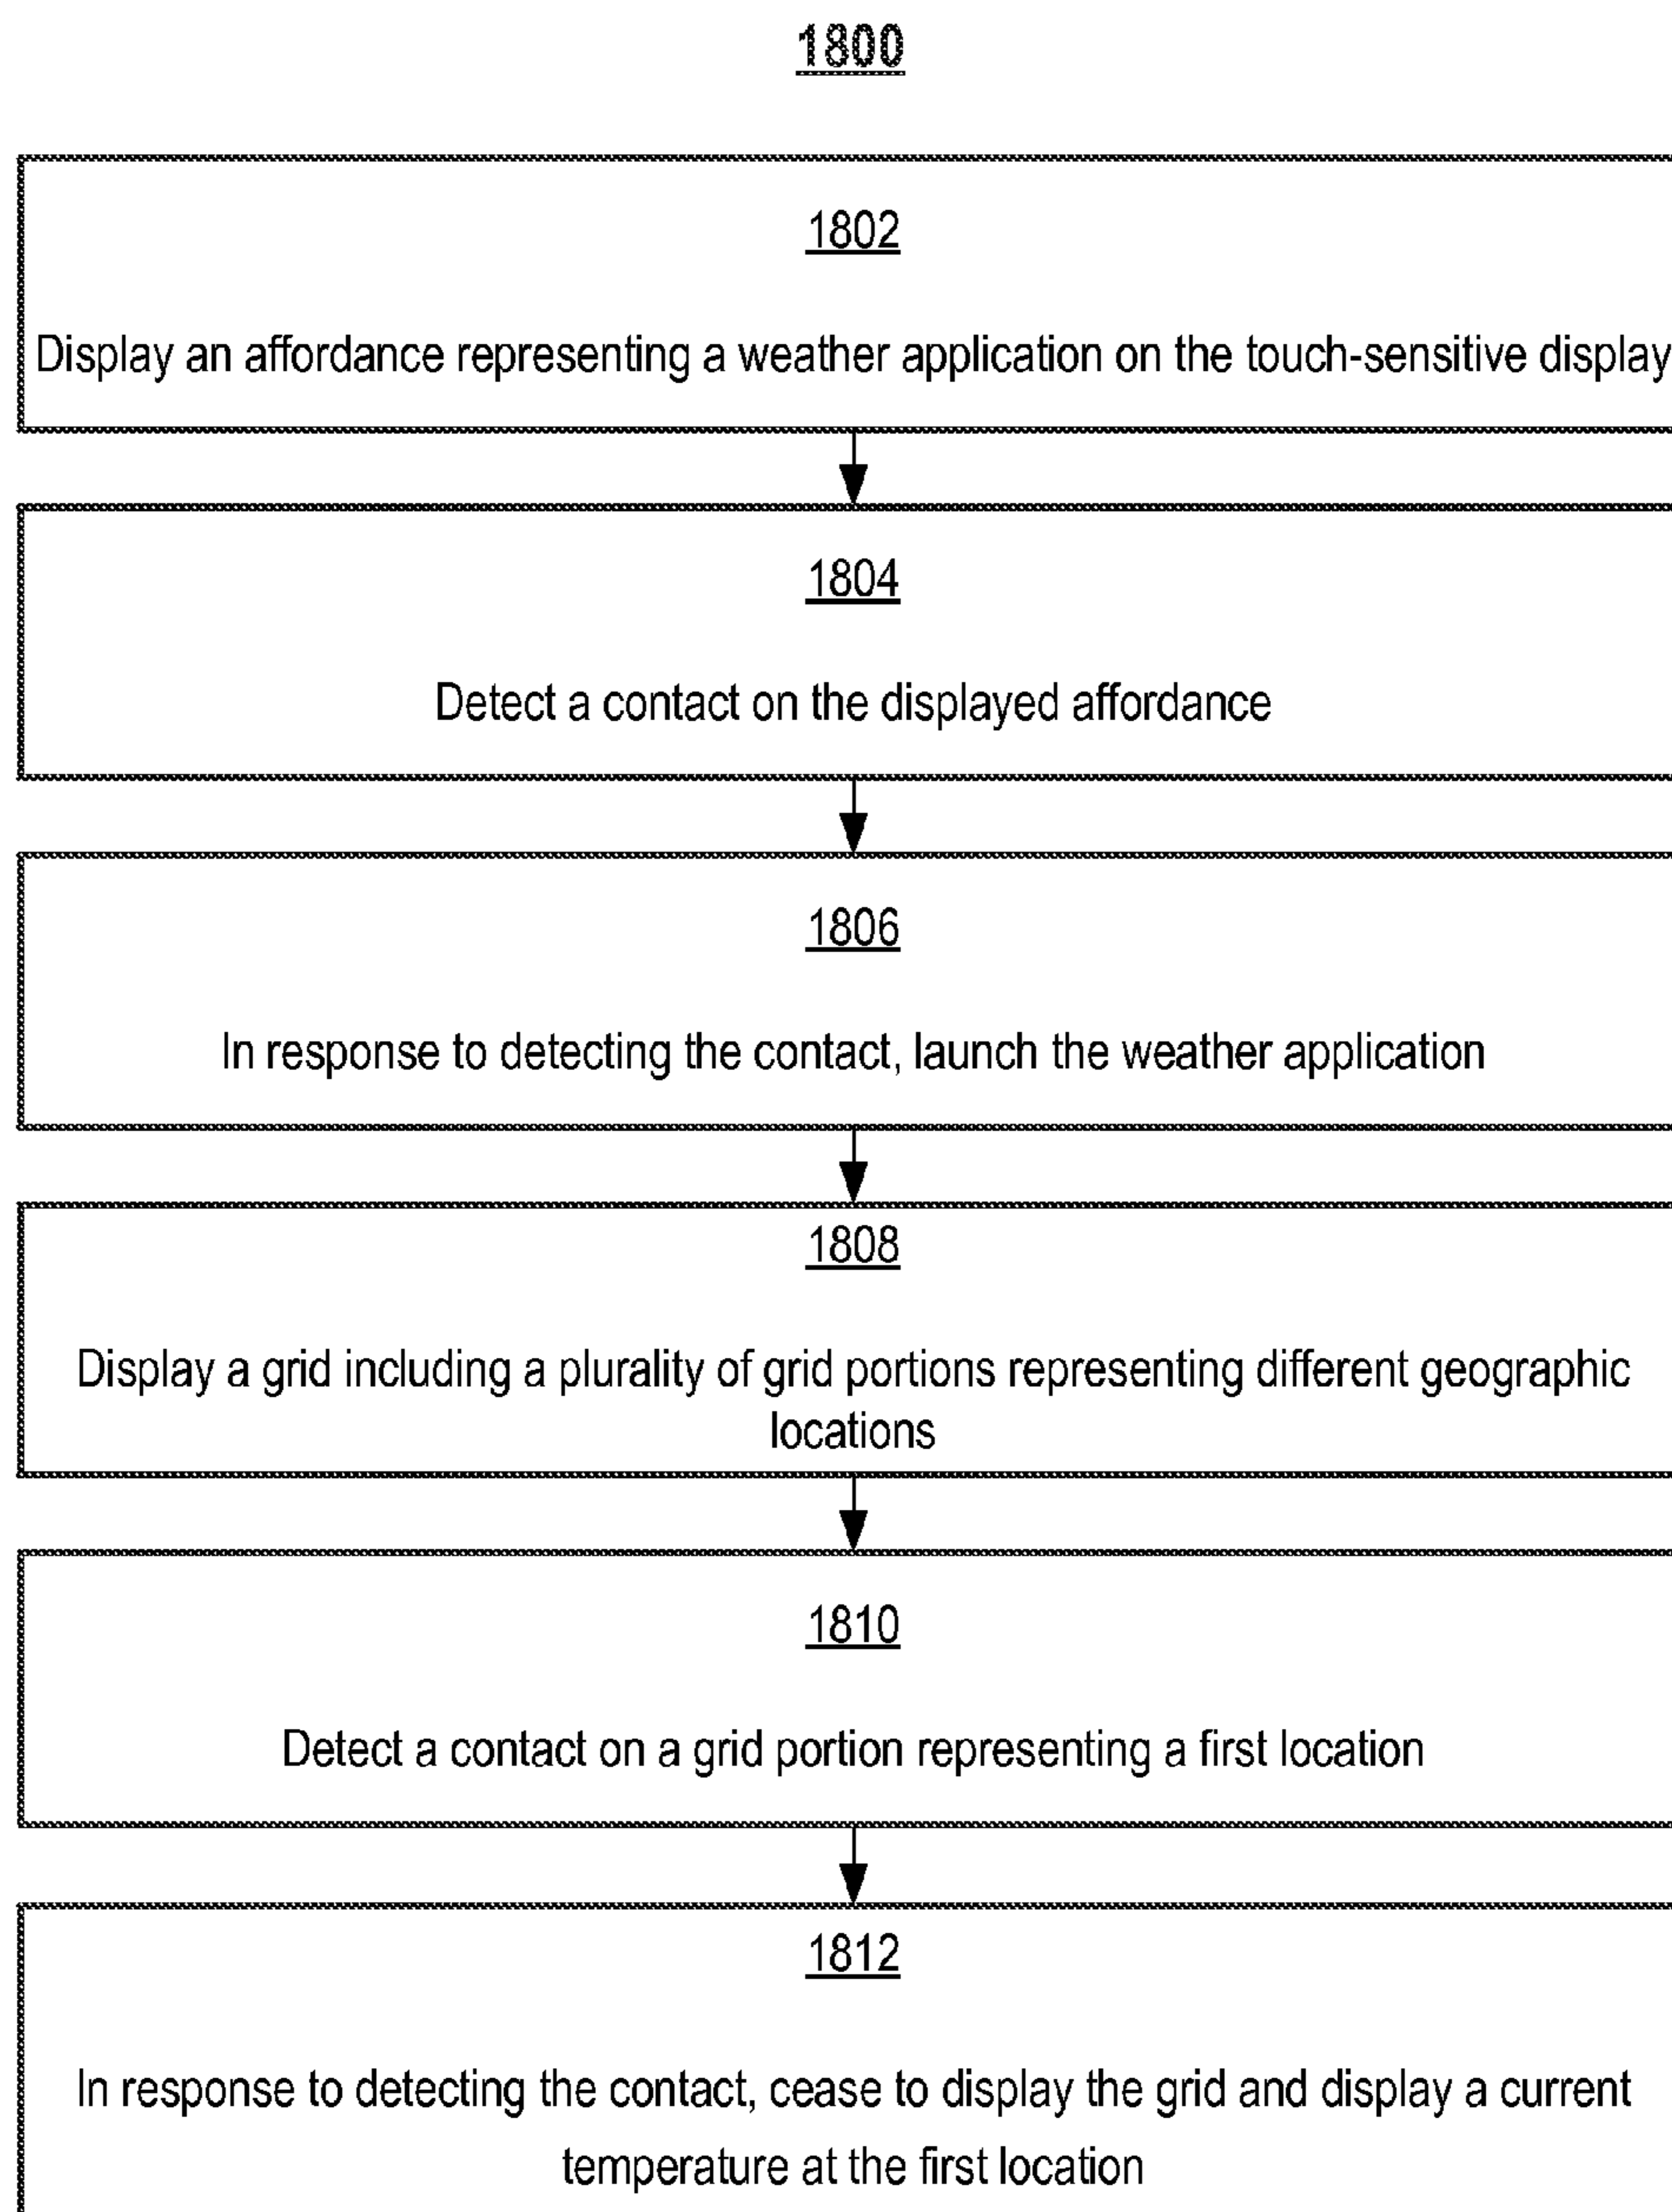 1800
1802
Display an affordance representing a weather application on the touch-sensitive display
1804
Detect a contact on the displayed affordance
1806
In response to detecting the contact, launch the weather application
1808
Display a grid including a plurality of grid portions representing different geographic
locations
1810
Detect a contact on a grid portion representing a first location
1812
In response to detecting the contact, cease to display the grid and display a current
temperature at the first location